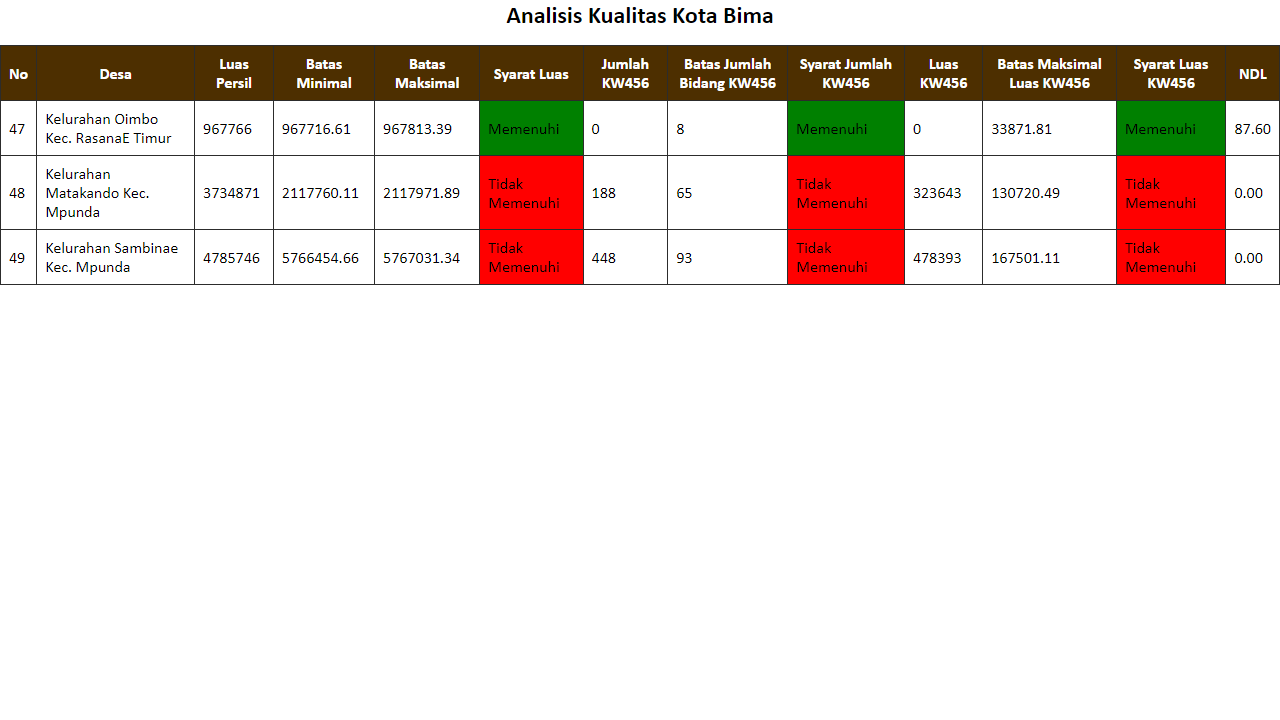 Analisis Kualitas Kota Bima
No Desa Luas Persil Batas Minimal Batas Maksimal Syarat Luas Jumlah KW456 Batas Jumlah Bidang KW456 Syarat Jumlah KW456 Luas KW456 Batas Maksimal Luas KW456 Syarat Luas KW456 NDL
47 Kelurahan Oimbo Kec. RasanaE Timur 967766 967716.61 967813.39 Memenuhi 0 8 Memenuhi 0 33871.81 Memenuhi 87.60
48 Kelurahan Matakando Kec. Mpunda 3734871 2117760.11 2117971.89 Tidak Memenuhi 188 65 Tidak Memenuhi 323643 130720.49 Tidak Memenuhi 0.00
49 Kelurahan Sambinae Kec. Mpunda 4785746 5766454.66 5767031.34 Tidak Memenuhi 448 93 Tidak Memenuhi 478393 167501.11 Tidak Memenuhi 0.00